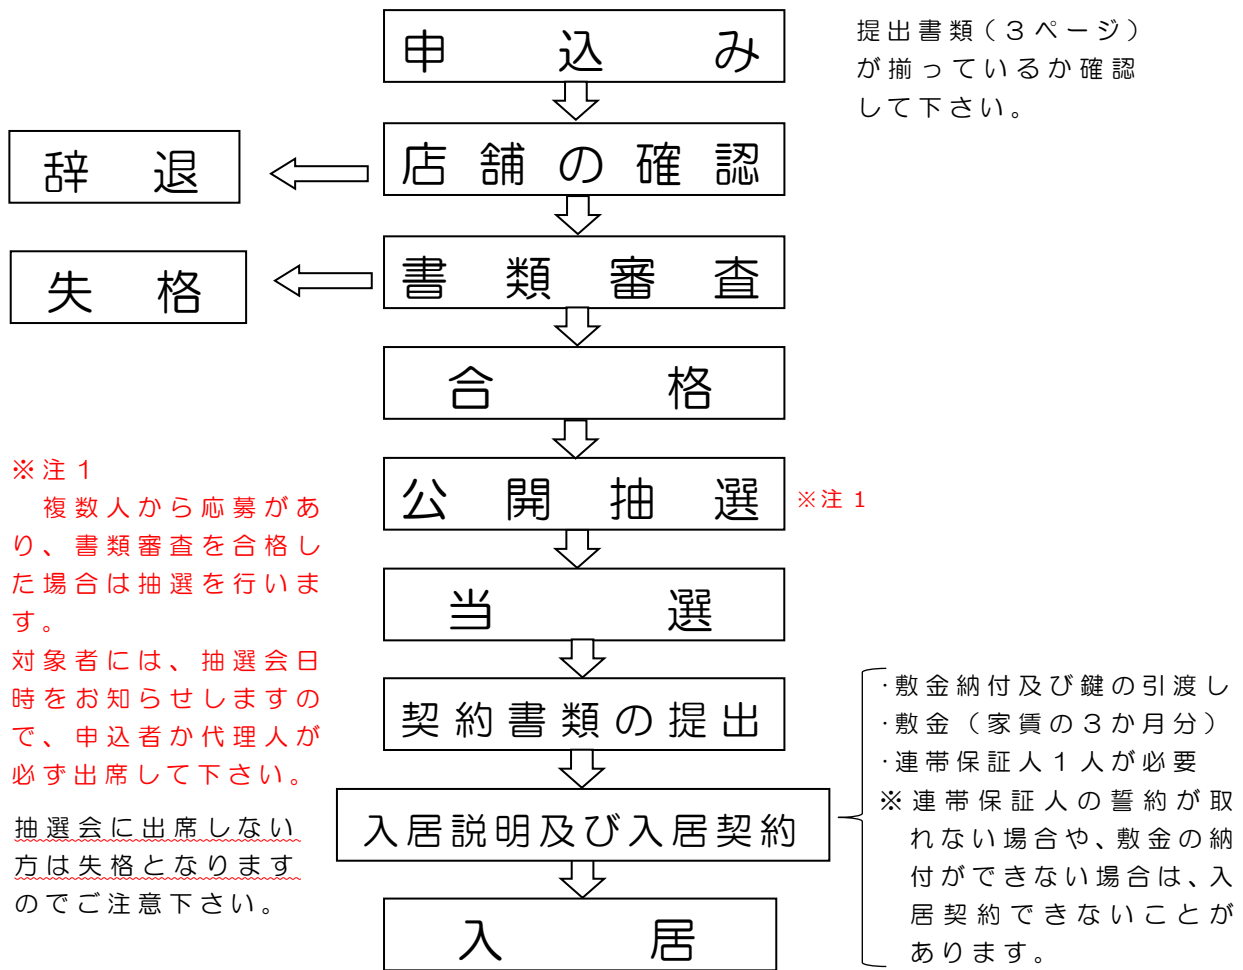 申込み
提出書類（３ページ）
が揃っているか確認
して下さい。
店舗の確認
辞退
書類審査
失格
合格
公開抽選
※注１
※注１
複数人から応募があ
り、書類審査を合格し
た場合は抽選を行いま
す。
対象者には、抽選会日
時をお知らせしますの
で、申込者か代理人が
必ず出席して下さい。
抽選会に出席しない
方は失格となります
のでご注意下さい。
当選
契約書類の提出
入居説明及び入居契約
・敷金納付及び鍵の引渡し
・敷金（家賃の３か月分）
・連帯保証人１人が必要
※連帯保証人の誓約が取
れない場合や、敷金の納
付ができない場合は、入
居契約できないことが
あります。
入居